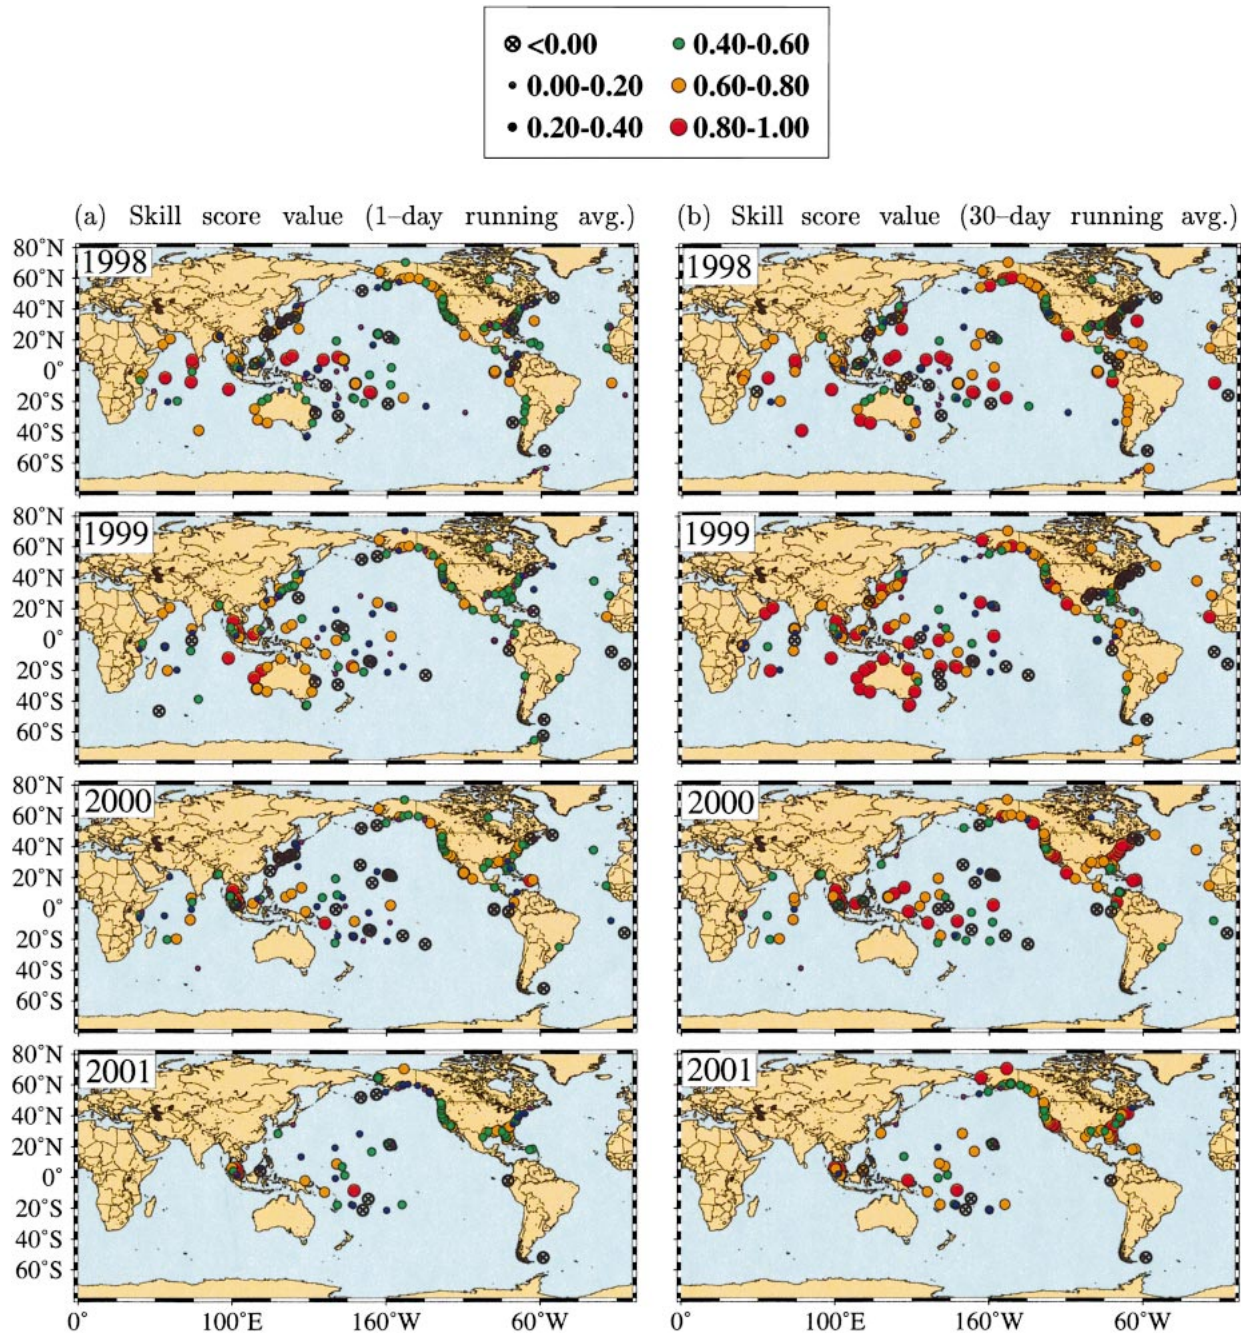 <0.00 0.40-0.60
0.00-0.20 0.60-0.80
0.20-0.40 0.80-1.00
(a) Skill score value (1–day running avg.) (b) Skill score value (30–day running avg.)
80°N
1998 1998
60°N
40°N
20°N
0°
20°S
40°S
60°S
80°N
1999 1999
60°N
40°N
20°N
0°
20°S
40°S
60°S
80°N
2000 2000
60°N
40°N
20°N
0°
20°S
40°S
60°S
80°N
2001 2001
60°N
40°N
20°N
0°
20°S
40°S
60°S
0° 100°E 160°W 60°W 0° 100°E 160°W 60°W